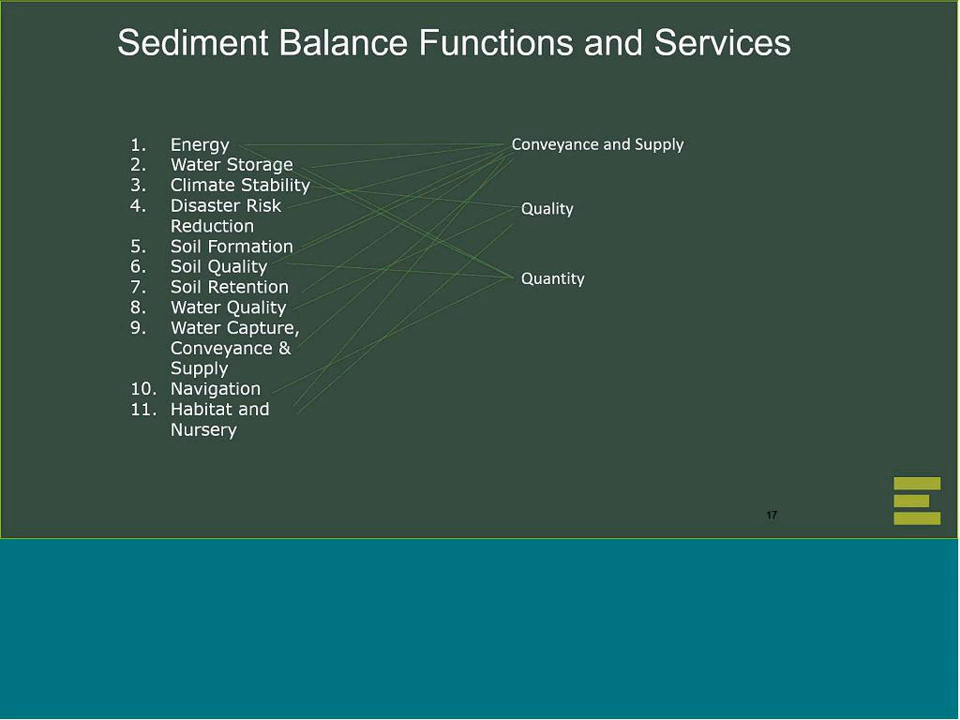 Sediment Balance Functions and Services
1. Energy
2. Water Storage
3. Climate Stability
4. Disaster Risk
Reduction
5. Soil Formation
6. Soil Quality
7. Soil Retention
8. Water Quality
9. Water Capture,
Conveyance &
Supply
10. Navigation
11. Habitat and
Nursery
Conveyance and Supply
Quality
Quantity
17